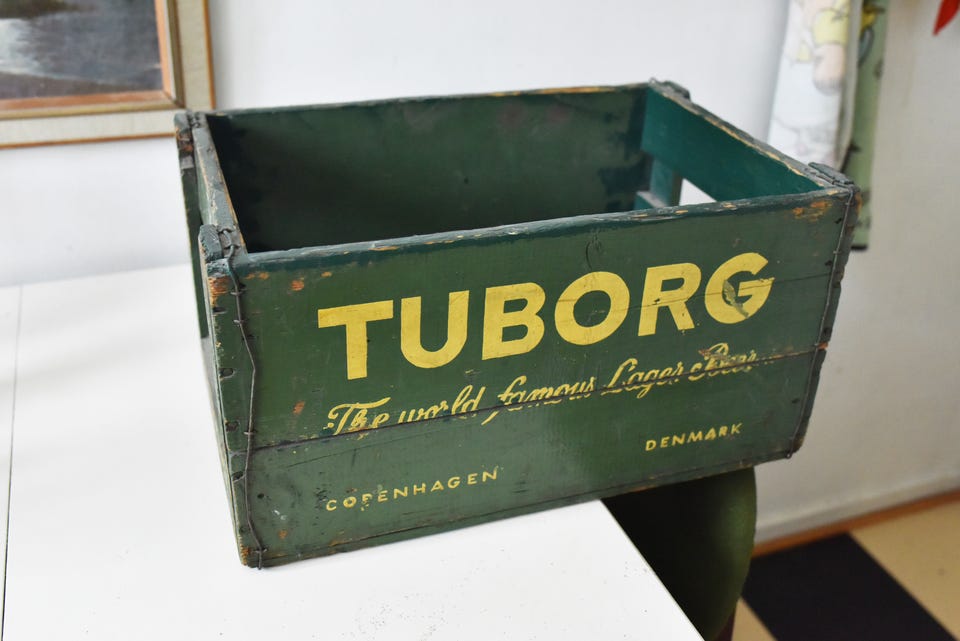 TUBORG
The world famous Lager Beer
COPENHAGEN
DENMARK